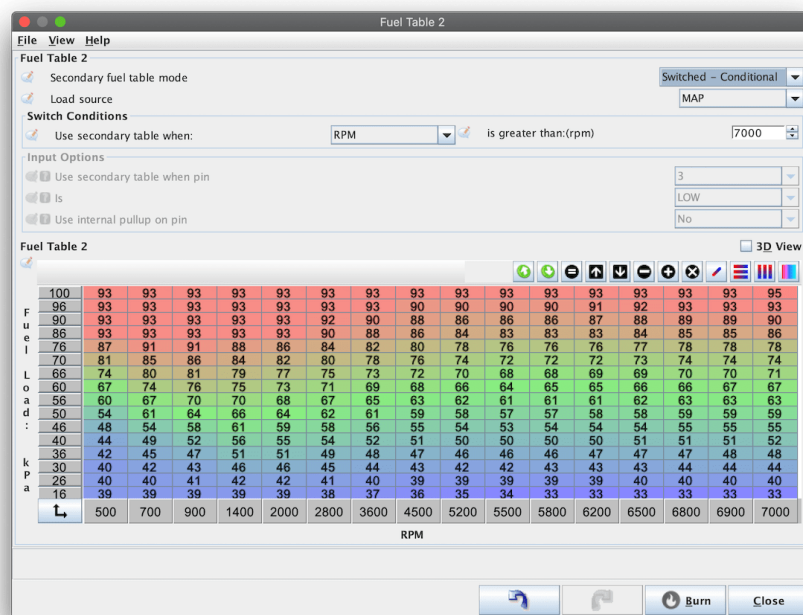 Fuel Table 2
File View Help
Fuel Table 2
Secondary fuel table mode Switched - Conditional
Load source MAP
Switch Conditions
Use secondary table when: RPM is greater than:(rpm) 7000
Input Options
Use secondary table when pin 3
Is LOW
Use internal pullup on pin No
Fuel Table 2 3D View
Fuel Load: kPa
100 93 93 93 93 93 93 93 93 93 93 93 93 93 93 93 95
96 93 93 93 93 93 93 93 90 90 90 90 91 92 93 93 93
90 93 93 93 93 93 92 90 88 86 86 86 87 88 89 89 90
86 93 93 93 93 93 90 88 86 84 83 83 83 84 85 85 86
76 87 91 91 88 86 84 82 80 78 76 76 76 77 78 78 78
70 81 85 86 84 82 80 78 76 74 72 72 72 73 74 74 74
66 74 80 81 79 77 75 73 72 70 68 68 69 69 70 70 71
60 67 74 76 75 73 71 69 68 66 64 65 65 66 66 67 67
56 60 67 70 70 68 67 65 63 62 61 61 61 62 63 63 63
50 54 61 64 66 64 62 61 59 58 57 57 58 58 59 59 59
46 48 54 58 61 59 58 56 55 54 53 54 54 54 55 55 55
40 44 49 52 56 55 54 52 51 50 50 50 50 50 51 51 52
36 42 45 47 51 51 49 48 47 46 46 46 47 47 47 48 48
30 40 42 43 46 46 45 44 43 42 42 43 43 43 44 44 44
26 40 40 41 42 42 41 40 39 39 39 39 39 40 40 40 40
16 39 39 39 39 39 38 37 36 35 34 33 33 33 33 33 33
500 700 900 1400 2000 2800 3600 4500 5200 5500 5800 6200 6500 6800 6900 7000
RPM
Burn Close